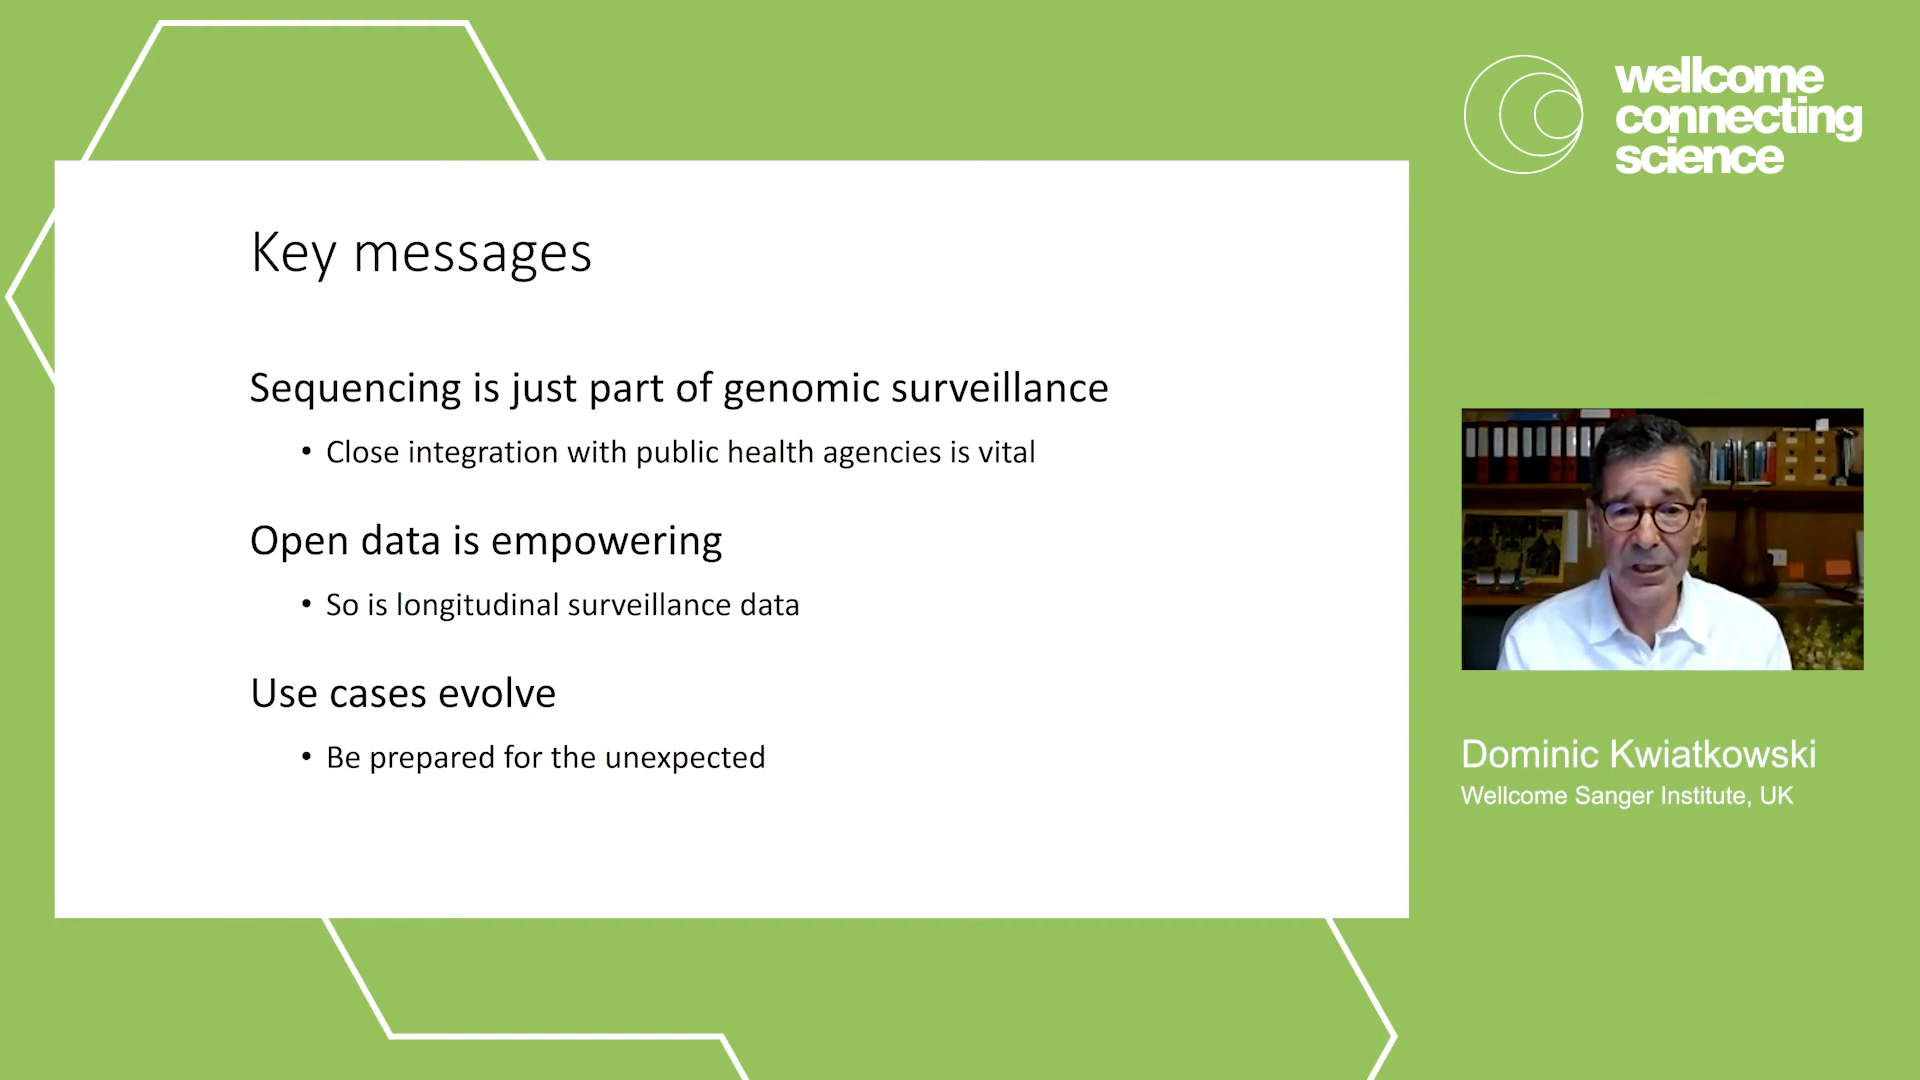 wellcome
connecting
science
Key messages
Sequencing is just part of genomic surveillance
• Close integration with public health agencies is vital
Open data is empowering
• So is longitudinal surveillance data
Use cases evolve
• Be prepared for the unexpected
Dominic Kwiatkowski
Wellcome Sanger Institute, UK